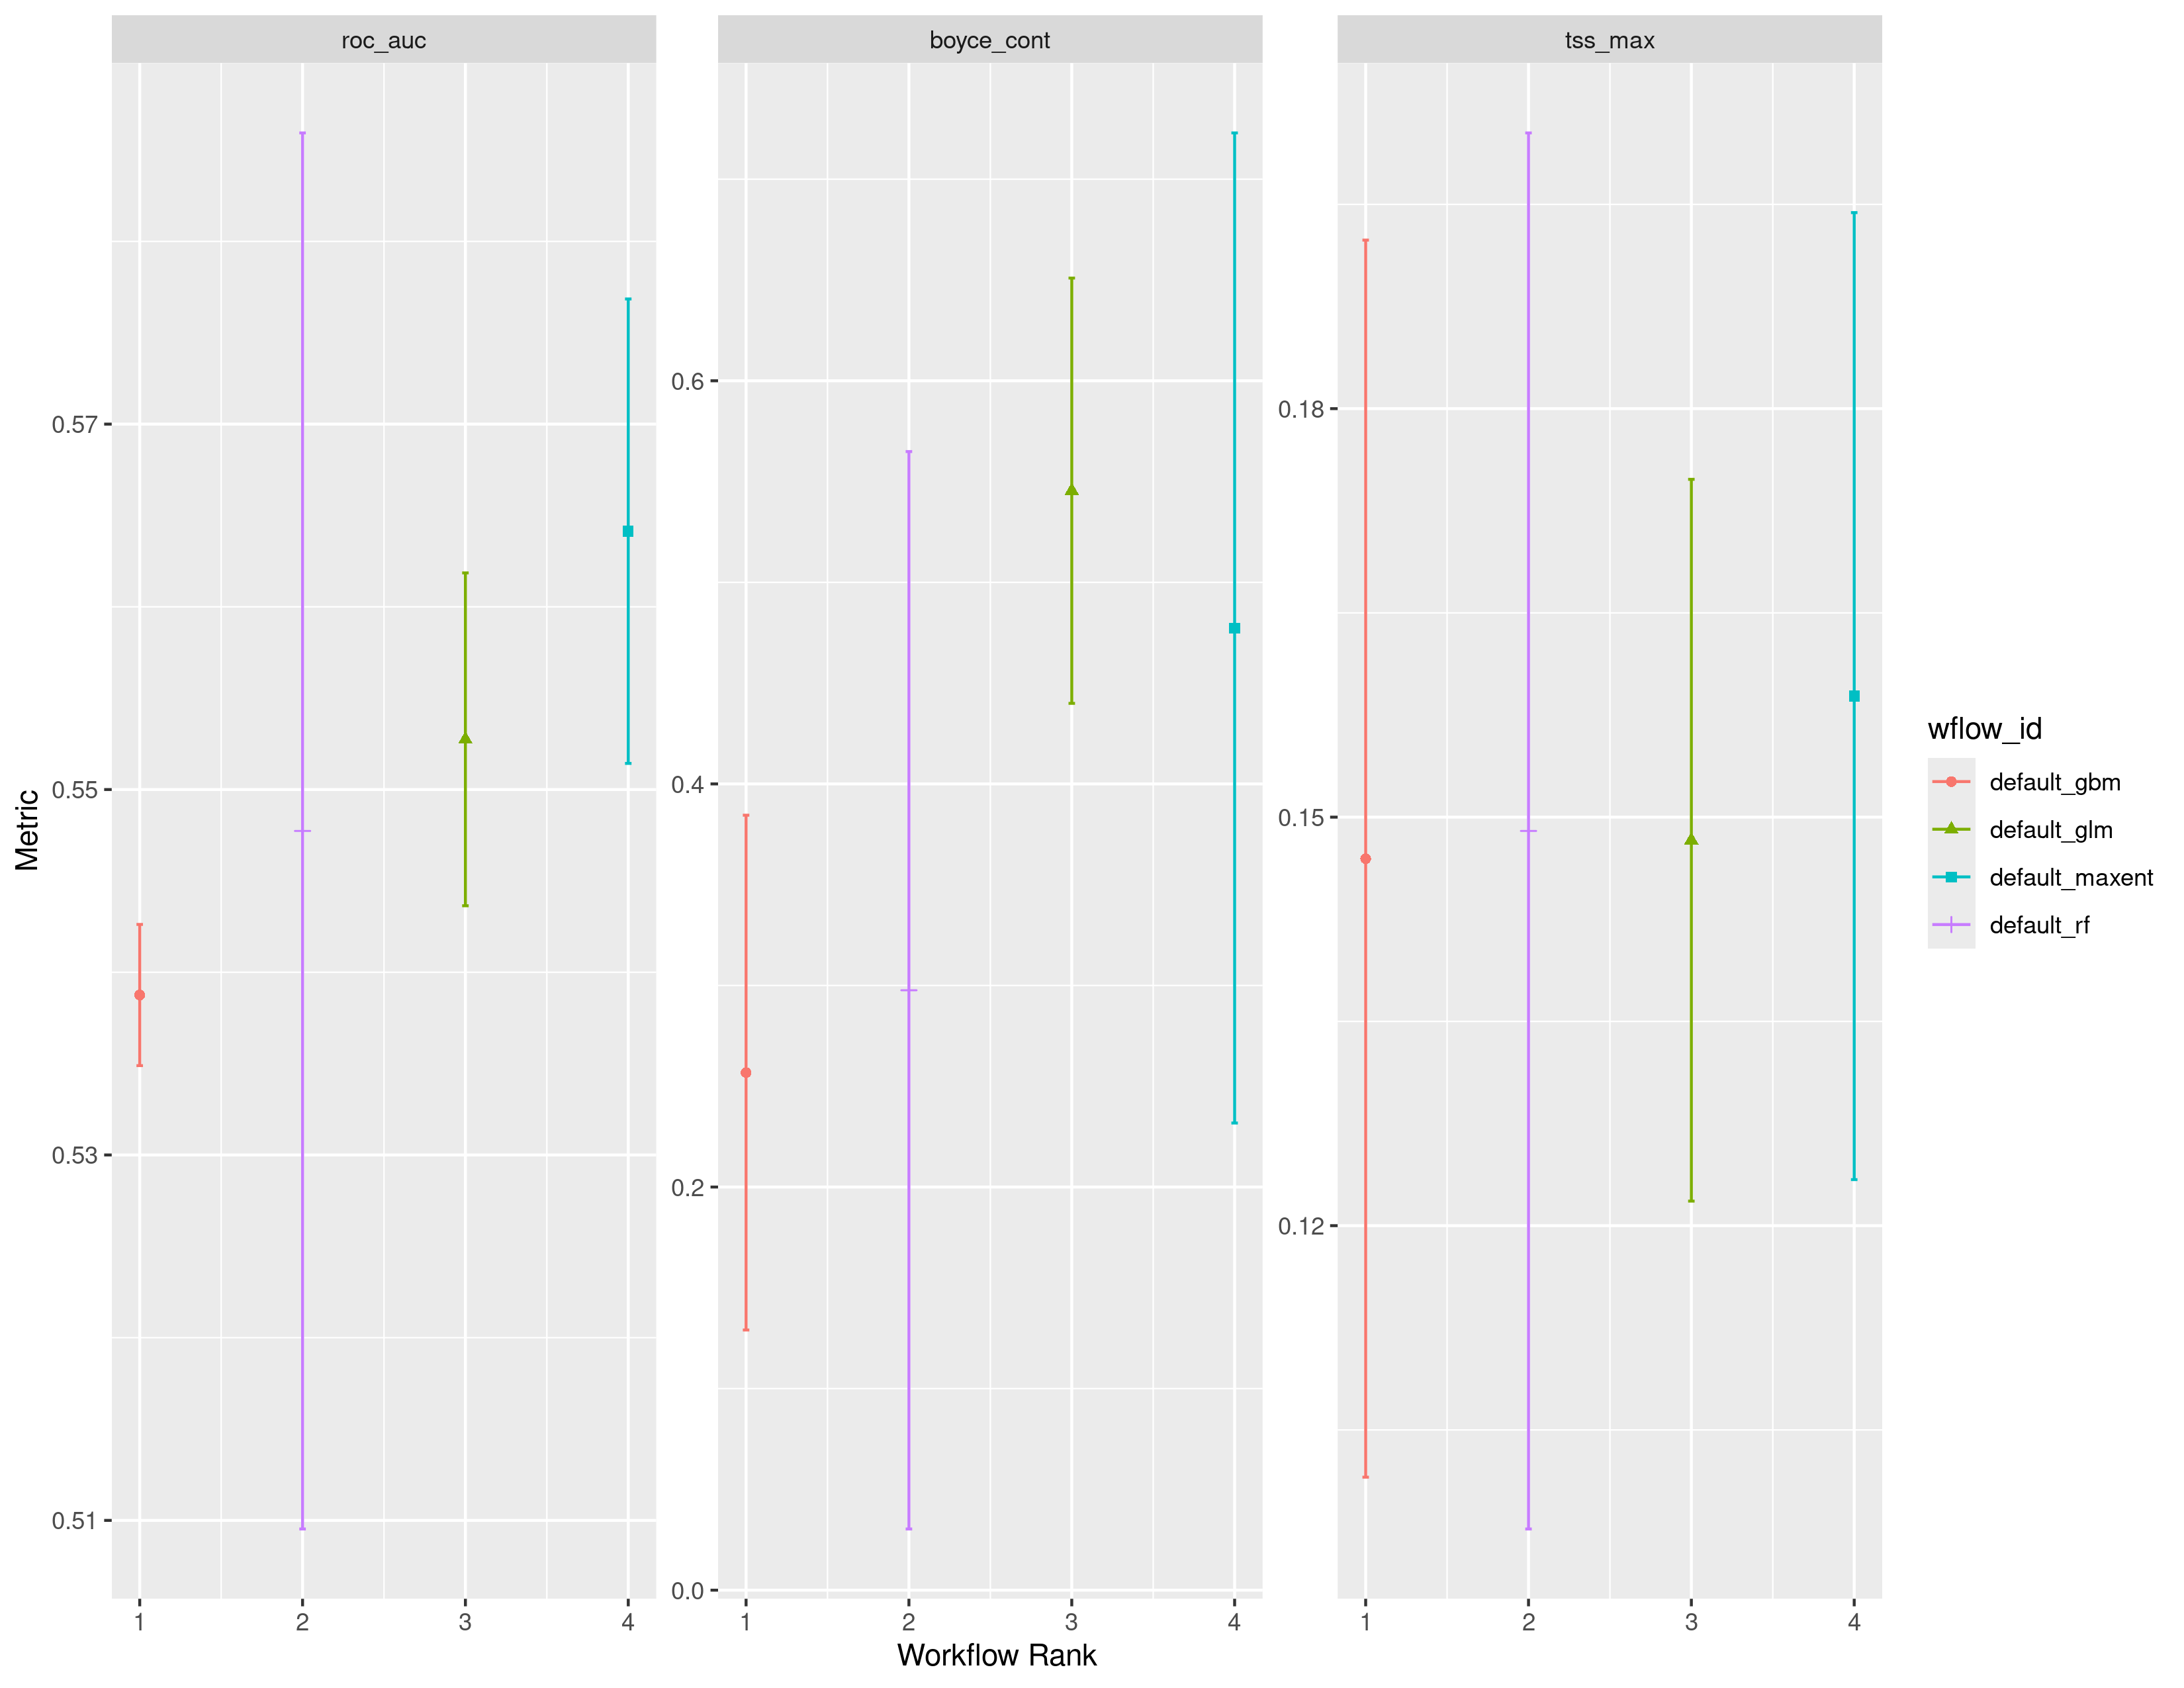 roc_auc
boyce_cont
tss_max
Metric
0.57
0.55
0.53
0.51
0.6
0.4
0.2
0.0
0.18
0.15
0.12
1 2 3 4
1 2 3 4
1 2 3 4
Workflow Rank
wflow_id
default_gbm
default_glm
default_maxent
default_rf